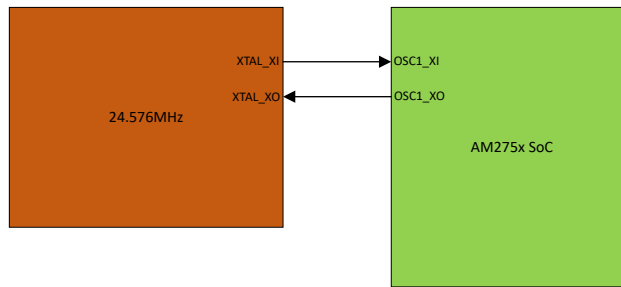 XTAL_XI
OSC1_XI
XTAL_XO
OSC1_XO
24.576MHz
AM275x SoC